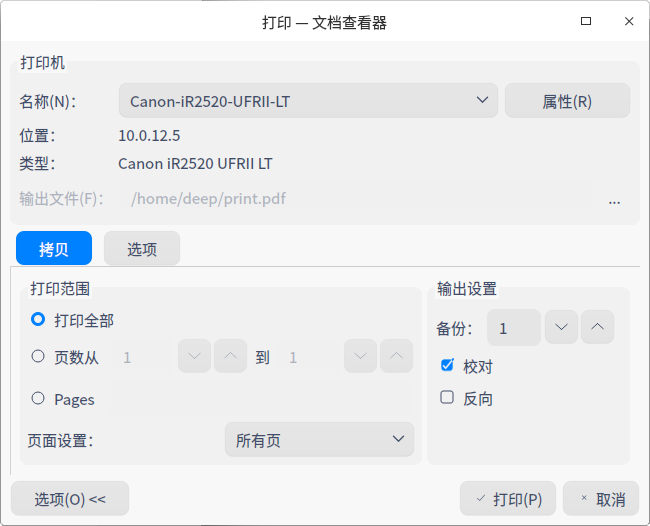 打印 — 文档查看器
打印机
名称(N)： Canon-iR2520-UFRII-LT 属性(R)
位置： 10.0.12.5
类型： Canon iR2520 UFRII LT
输出文件(F)： /home/deep/print.pdf ...
拷贝 选项
打印范围 输出设置
打印全部 备份： 1
页数从 1 到 1
校对
Pages 反向
页面设置： 所有页
选项(O) << 打印(P) 取消